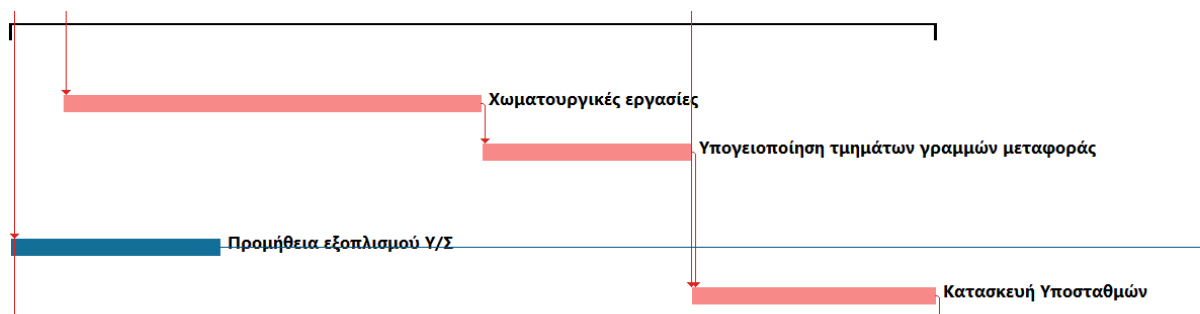 Χωματουργικές εργασίες
Υπογειοποίηση τμημάτων γραμμών μεταφοράς
Προμήθεια εξοπλισμού Υ/Σ
Κατασκευή Υποσταθμών